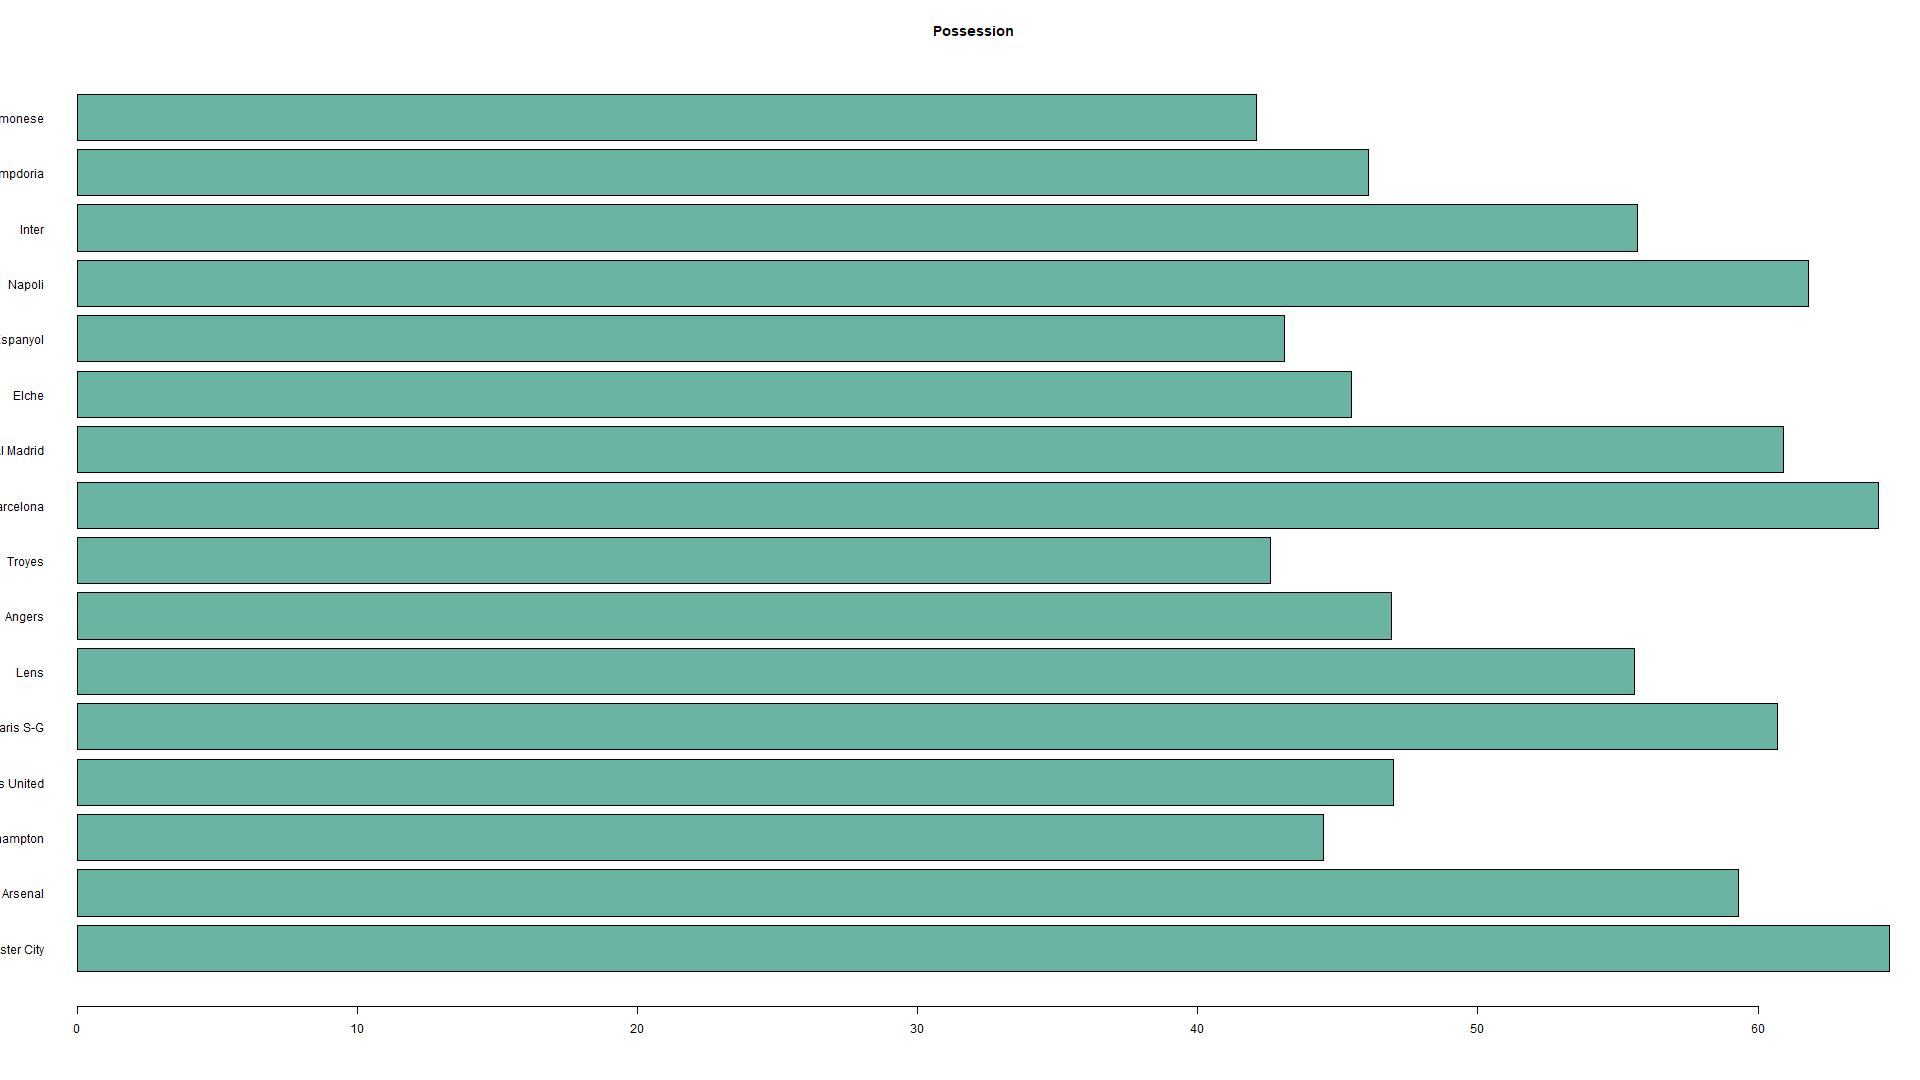 Possession
monese
mpdoria
Inter
Napoli
spanyol
Elche
l Madrid
arcelona
Troyes
Angers
Lens
aris S-G
s United
ampton
Arsenal
ster City
0 10 20 30 40 50 60